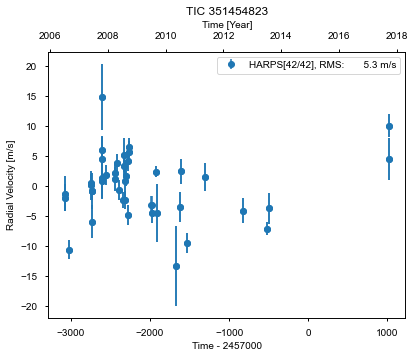 TIC 351454823
Time [Year]
2006 2008 2010 2012 2014 2016 2018
HARPS[42/42], RMS: 5.3 m/s
Radial Velocity [m/s]
20
15
10
5
0
−5
−10
−15
−20
−3000 −2000 −1000 0 1000
Time - 2457000